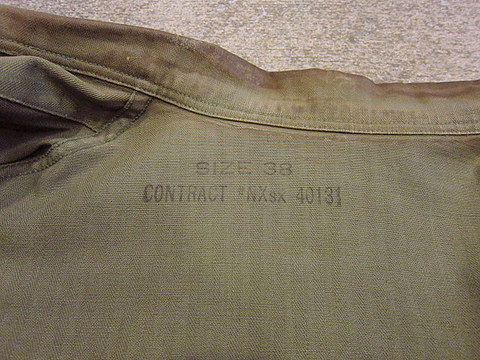 SIZE 38
CONTRACT #NXsx 40131